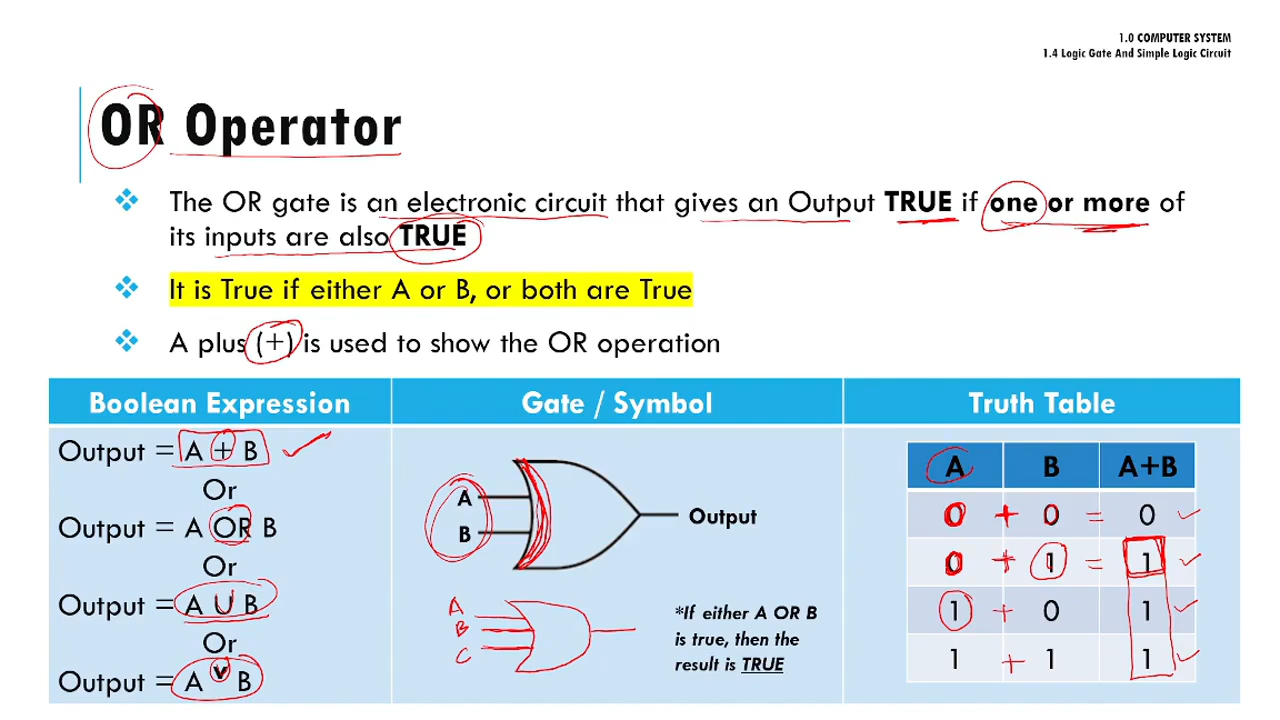 1.0 COMPUTER SYSTEM
1.4 Logic Gate And Simple Logic Circuit
OR Operator
The OR gate is an electronic circuit that gives an Output TRUE if one or more of
its inputs are also TRUE
It is True if either A or B, or both are True
A plus (+) is used to show the OR operation
Boolean Expression
Gate / Symbol
Truth Table
Output = A + B
Or
Output = A OR B
Or
Output = A U B
Or
Output = A v B
A
B
Output
A
B
C
*If either A OR B
is true, then the
result is TRUE
A B A+B
0 + 0 = 0
0 + 1 = 1
1 + 0 1
1 + 1 1